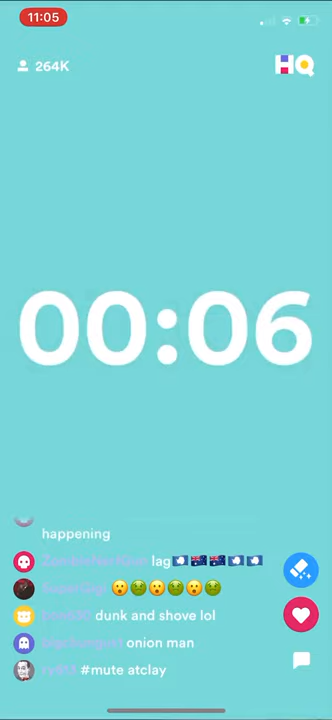 11:05
264K
HQ
00:06
happening
lag
dunk and shove lol
onion man
#mute atclay